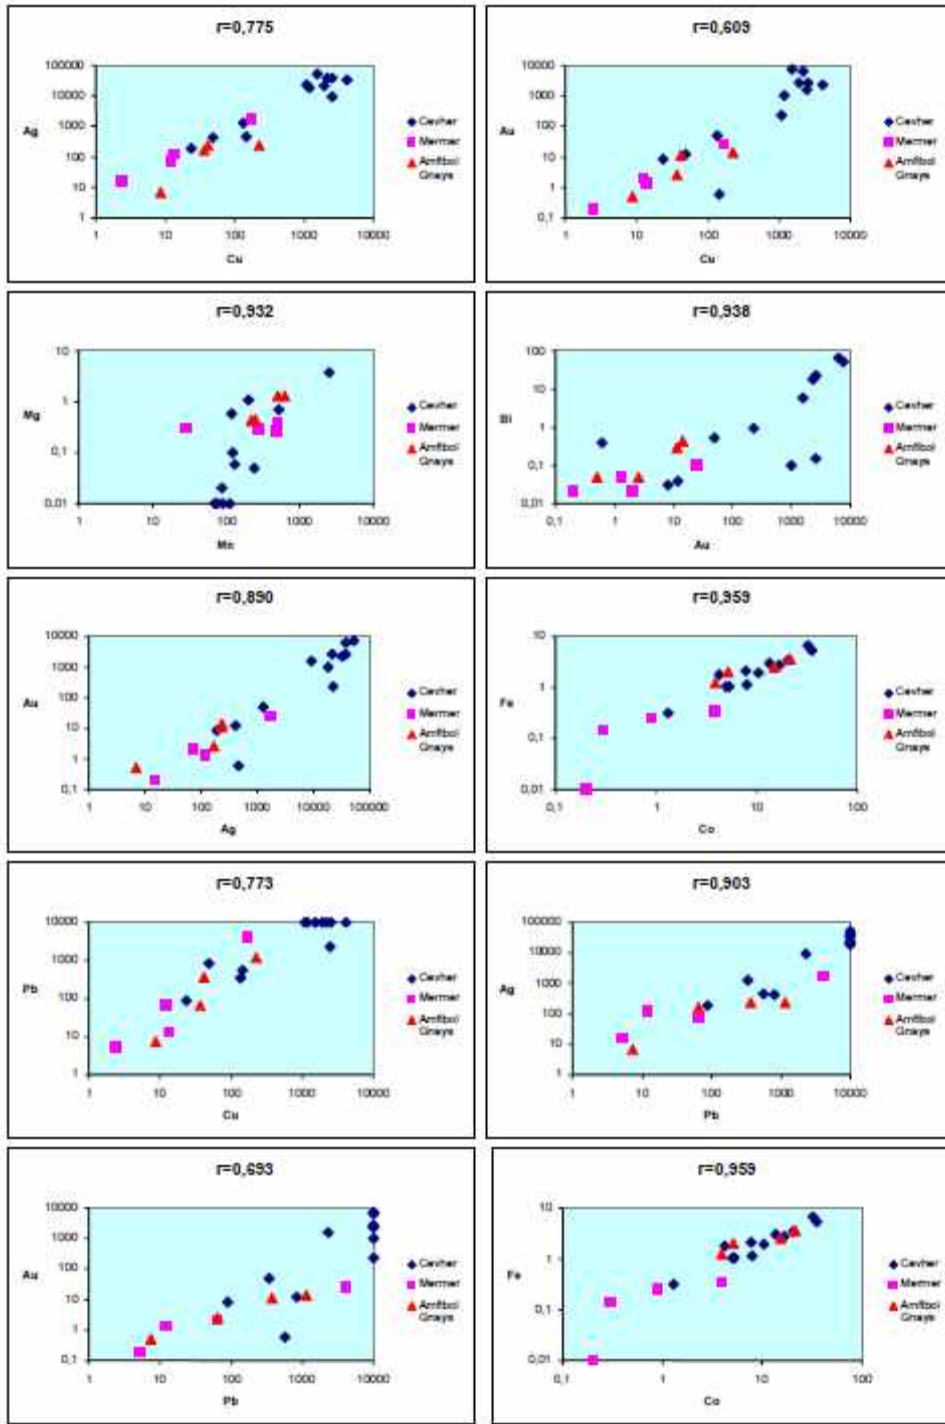 r=0,775
100000
10000
1000
100
10
1
Ag
1 10 100 1000 10000
Cu
Cevher
Mermer
Amfibol
Gnays
r=0,609
10000
1000
100
10
1
0,1
Au
1 10 100 1000 10000
Cu
Cevher
Mermer
Amfibol
Gnays
r=0,932
10
1
0,1
0,01
Mg
1 10 100 1000 10000
Mn
Cevher
Mermer
Amfibol
Gnays
r=0,938
100
10
1
0,1
0,01
Bi
0,1 1 10 100 1000 10000
Au
Cevher
Mermer
Amfibol
Gnays
r=0,890
10000
1000
100
10
1
0,1
Au
1 10 100 1000 10000 100000
Ag
Cevher
Mermer
Amfibol
Gnays
r=0,959
10
1
0,1
0,01
Fe
0,1 1 10 100
Co
Cevher
Mermer
Amfibol
Gnays
r=0,773
10000
1000
100
10
1
Pb
1 10 100 1000 10000
Cu
Cevher
Mermer
Amfibol
Gnays
r=0,903
100000
10000
1000
100
10
1
Ag
1 10 100 1000 10000
Pb
Cevher
Mermer
Amfibol
Gnays
r=0,693
10000
1000
100
10
1
0,1
Au
1 10 100 1000 10000
Pb
Cevher
Mermer
Amfibol
Gnays
r=0,959
10
1
0,1
0,01
Fe
0,1 1 10 100
Co
Cevher
Mermer
Amfibol
Gnays